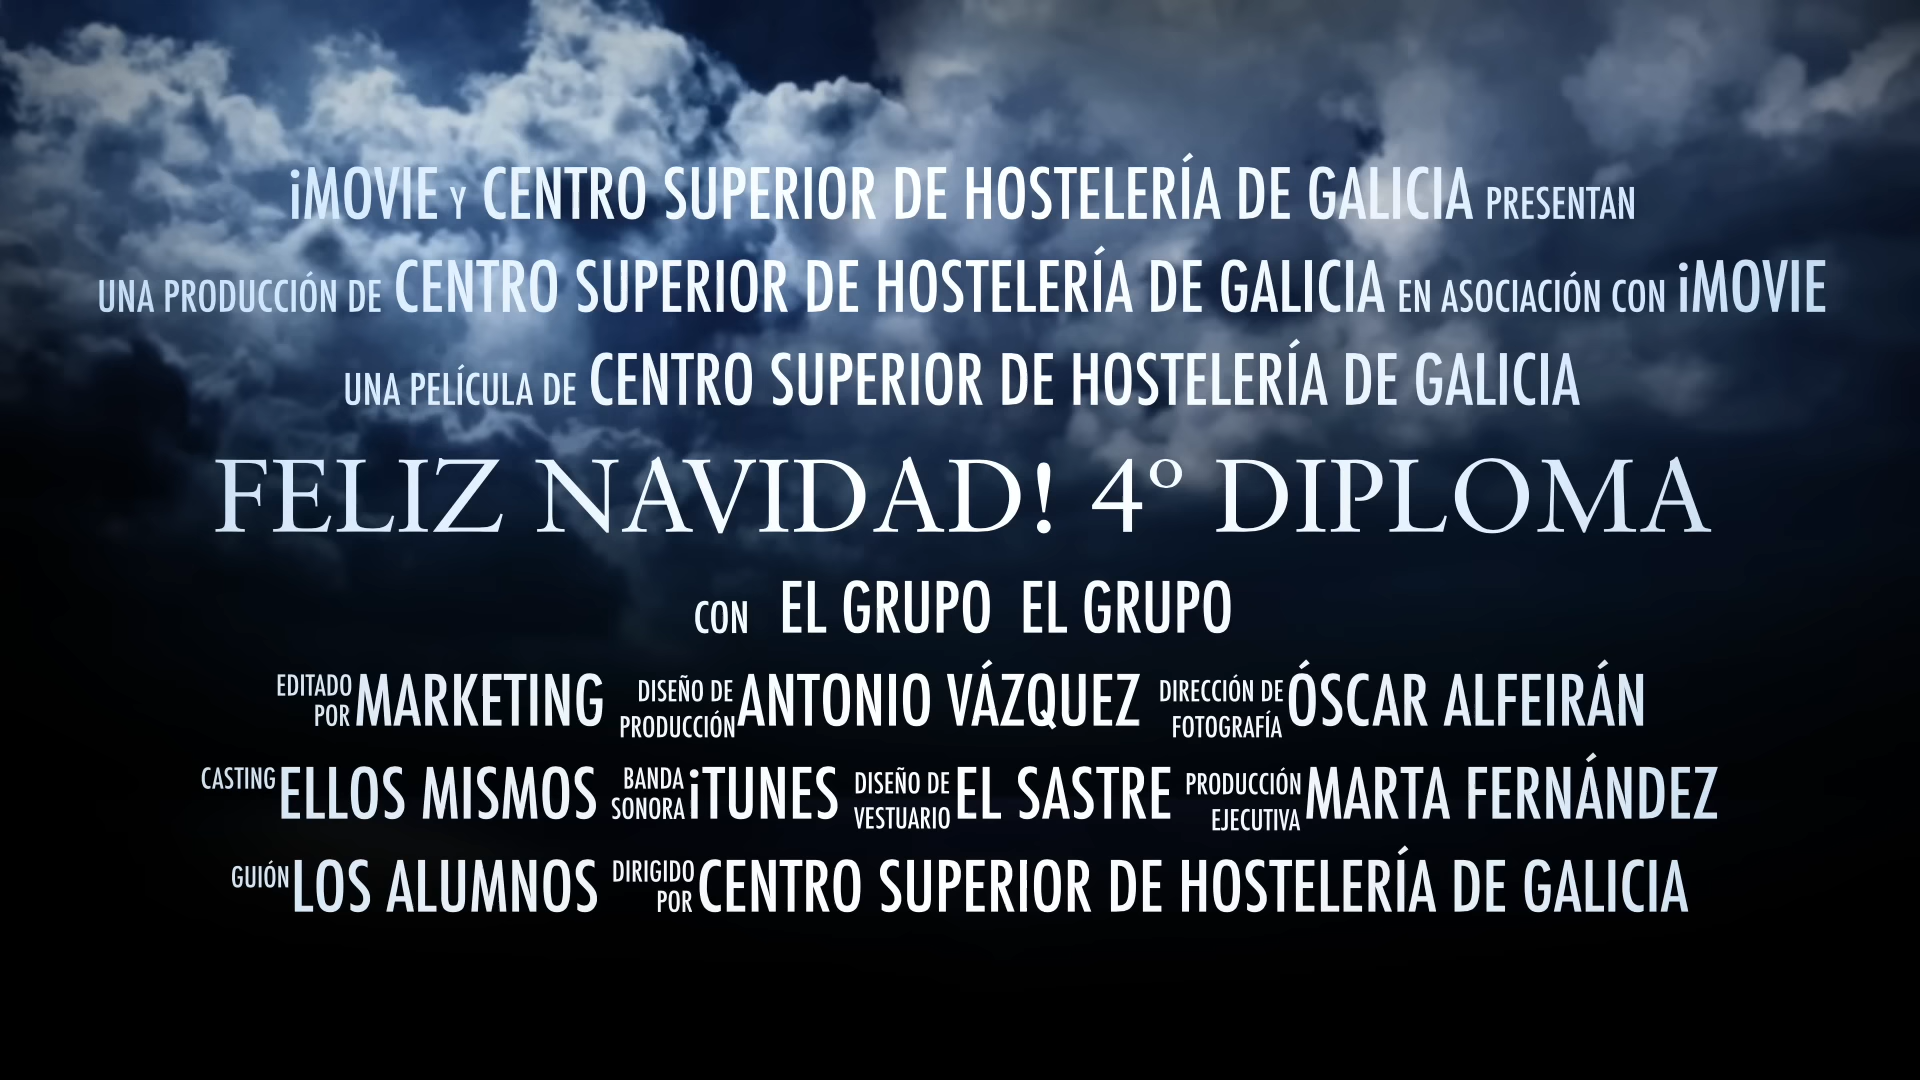 iMOVIE Y CENTRO SUPERIOR DE HOSTELERÍA DE GALICIA PRESENTAN
UNA PRODUCCIÓN DE CENTRO SUPERIOR DE HOSTELERÍA DE GALICIA EN ASOCIACIÓN CON iMOVIE
UNA PELÍCULA DE CENTRO SUPERIOR DE HOSTELERÍA DE GALICIA
FELIZ NAVIDAD! 4º DIPLOMA
CON EL GRUPO EL GRUPO
EDITADO POR MARKETING DISEÑO DE PRODUCCIÓN ANTONIO VÁZQUEZ DIRECCIÓN DE FOTOGRAFÍA ÓSCAR ALFEIRÁN
CASTING ELLOS MISMOS BANDA SONORA iTUNES DISEÑO DE VESTUARIO EL SASTRE PRODUCCIÓN EJECUTIVA MARTA FERNÁNDEZ
GUIÓN LOS ALUMNOS DIRIGIDO POR CENTRO SUPERIOR DE HOSTELERÍA DE GALICIA